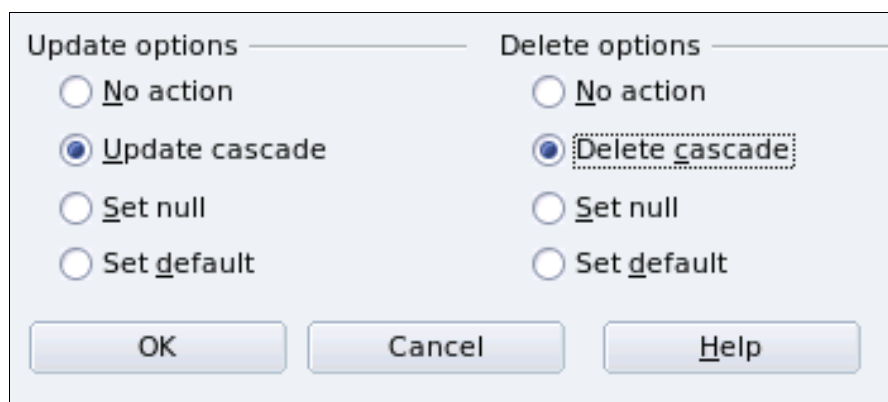 Update options
No action
Update cascade
Set null
Set default
Delete options
No action
Delete cascade
Set null
Set default
OK
Cancel
Help